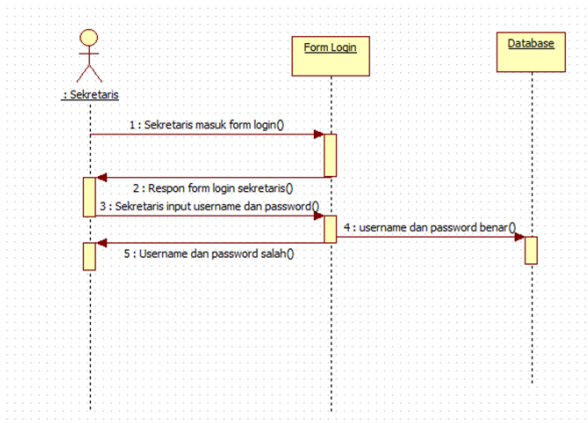 Form Login
Database
: Sekretaris
1 : Sekretaris masuk form login()
2 : Respon form login sekretaris()
3 : Sekretaris input username dan password()
4 : username dan password benar()
5 : Username dan password salah()